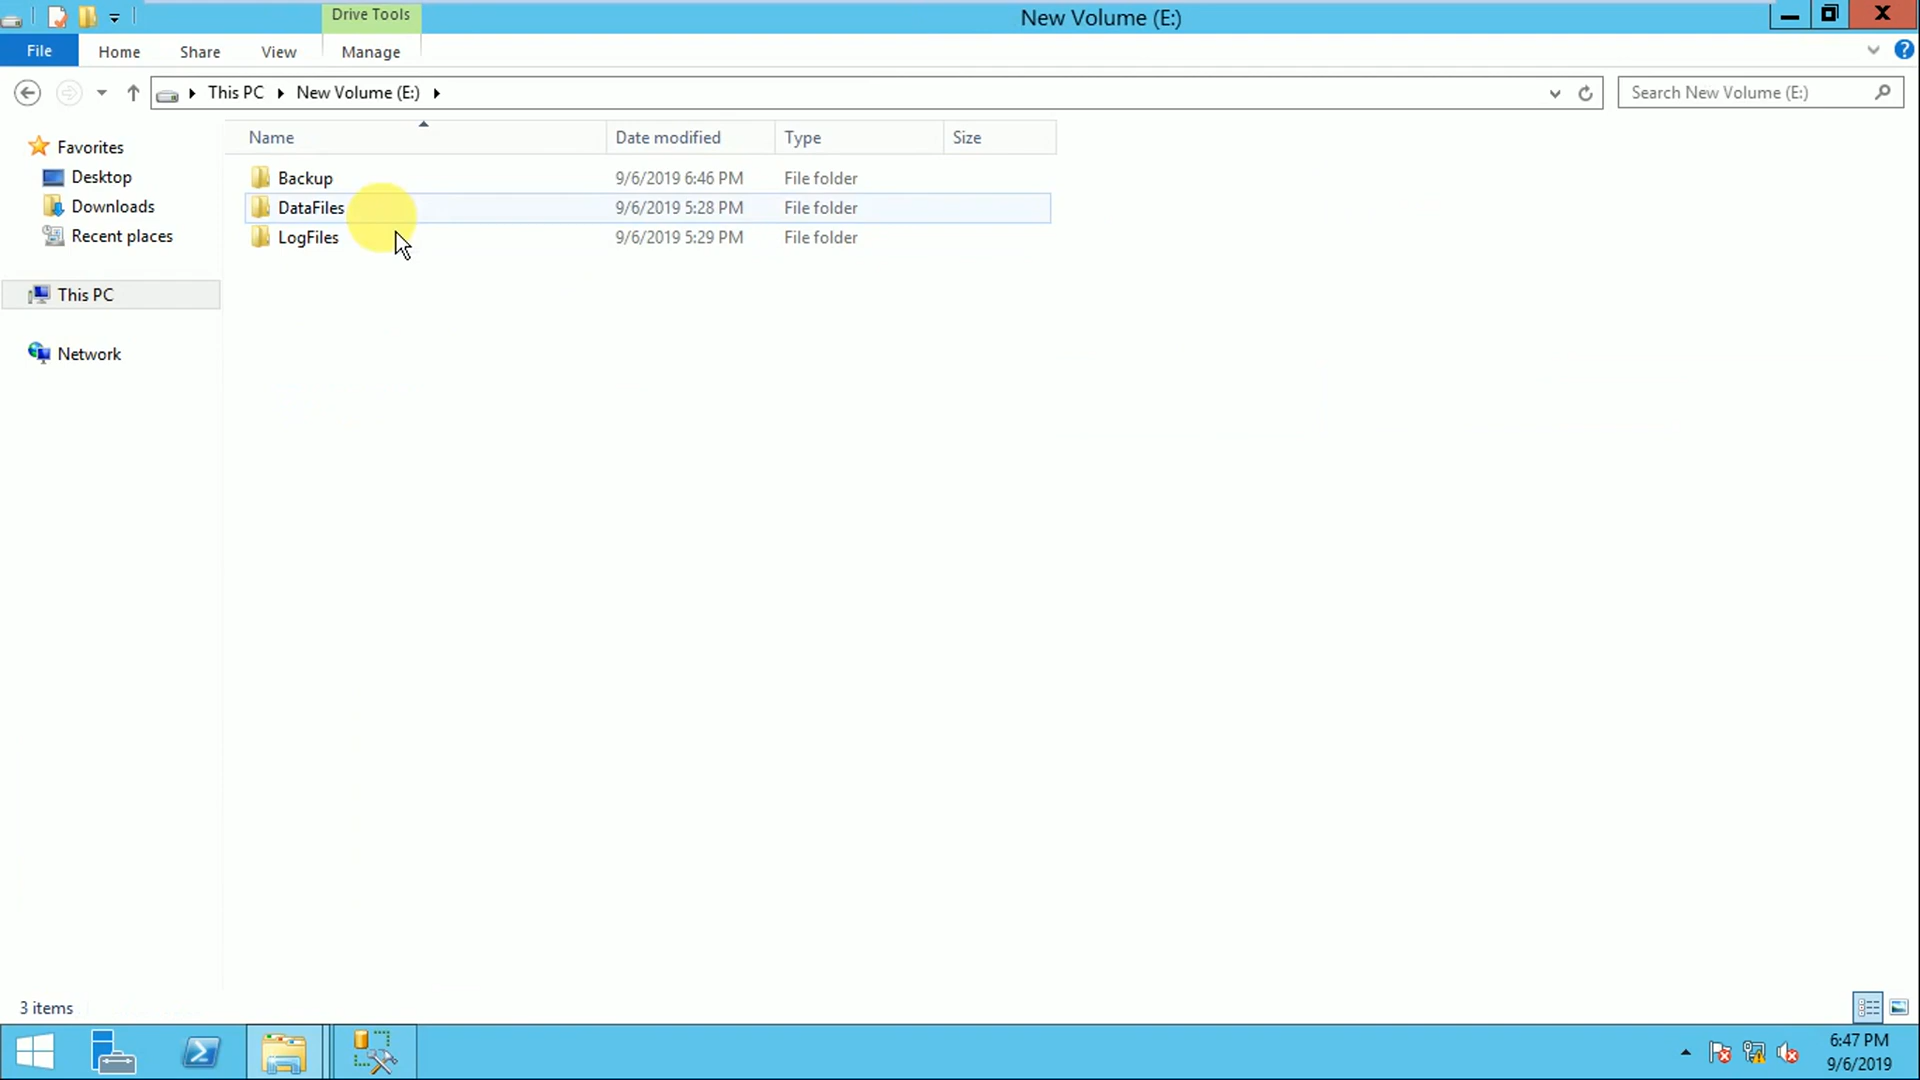 Drive Tools
New Volume (E:)
File Home Share View Manage
This PC New Volume (E:)
Search New Volume (E:)
Favorites
Desktop
Downloads
Recent places
This PC
Network
Name Date modified Type Size
Backup 9/6/2019 6:46 PM File folder
DataFiles 9/6/2019 5:28 PM File folder
LogFiles 9/6/2019 5:29 PM File folder
3 items
6:47 PM
9/6/2019